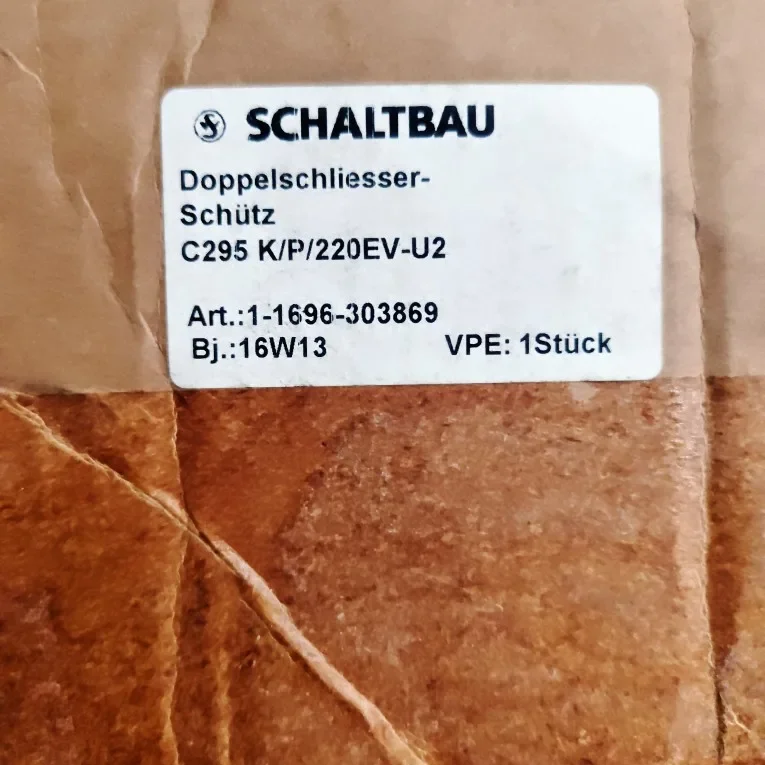 SCHALTBAU
Doppelschliesser-
Schütz
C295 K/P/220EV-U2
Art.:1-1696-303869
Bj.:16W13 VPE: 1Stück